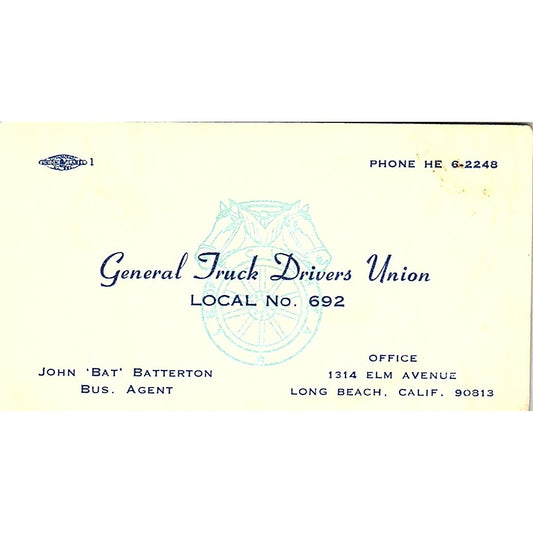 1
PHONE HE 6-2248
General Truck Drivers Union
LOCAL No. 692
JOHN 'BAT' BATTERTON
BUS. AGENT
OFFICE
1314 ELM AVENUE
LONG BEACH, CALIF. 90813